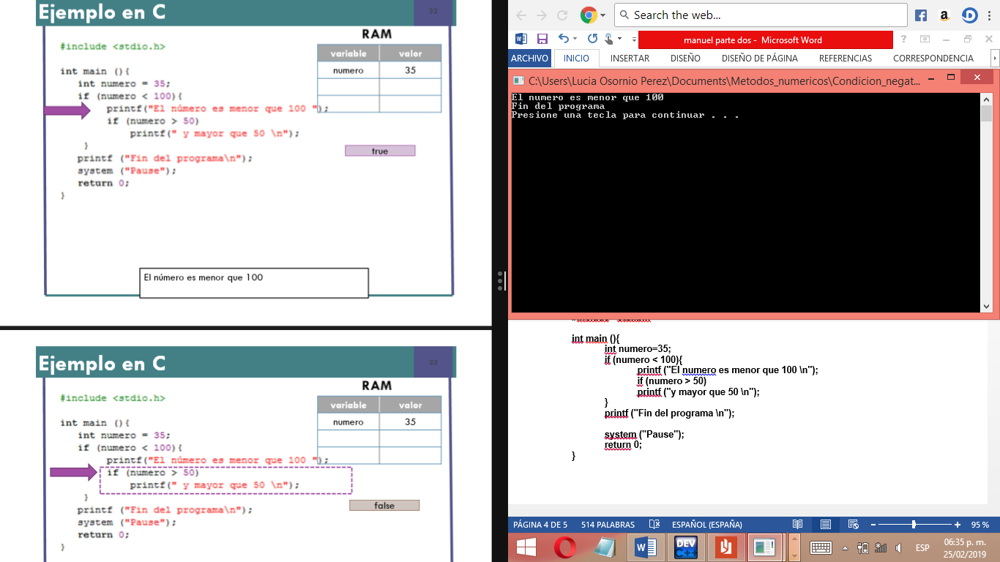 Ejemplo en C
32
RAM
variable valor
numero 35
#include <stdio.h>
int main (){
int numero = 35;
if (numero < 100){
printf("El número es menor que 100 ");
if (numero > 50)
printf(" y mayor que 50 \n");
}
printf ("Fin del programa\n");
system ("Pause");
return 0;
}
true
El número es menor que 100
Ejemplo en C
33
RAM
variable valor
numero 35
#include <stdio.h>
int main (){
int numero = 35;
if (numero < 100){
printf("El número es menor que 100 ");
if (numero > 50)
printf(" y mayor que 50 \n");
}
printf ("Fin del programa\n");
system ("Pause");
return 0;
}
false
Search the web...
manuel parte dos - Microsoft Word
ARCHIVO INICIO INSERTAR DISEÑO DISEÑO DE PÁGINA REFERENCIAS CORRESPONDENCIA
C:\Users\Lucia Osornio Perez\Documents\Metodos_numericos\Condicion_negat...
El numero es menor que 100
Fin del programa
Presione una tecla para continuar . . .
int main (){
int numero=35;
if (numero < 100){
printf ("El numero es menor que 100 \n");
if (numero > 50)
printf ("y mayor que 50 \n");
}
printf ("Fin del programa \n");
system ("Pause");
return 0;
}
PÁGINA 4 DE 5 514 PALABRAS ESPAÑOL (ESPAÑA) 95 %
DEV C++
ESP
06:35 p. m.
25/02/2019